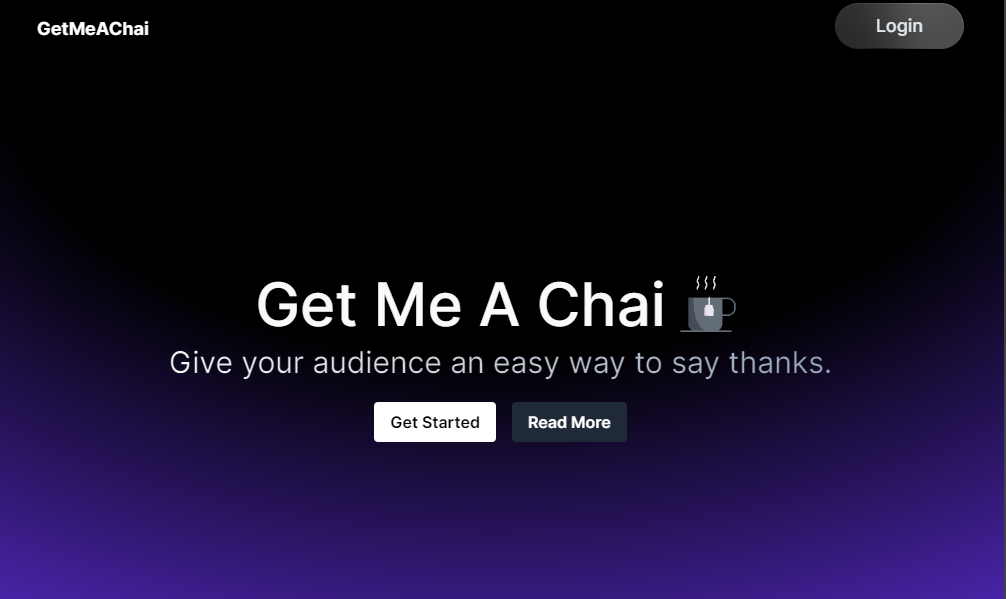 GetMeAChai
Login
Get Me A Chai
Give your audience an easy way to say thanks.
Get Started
Read More